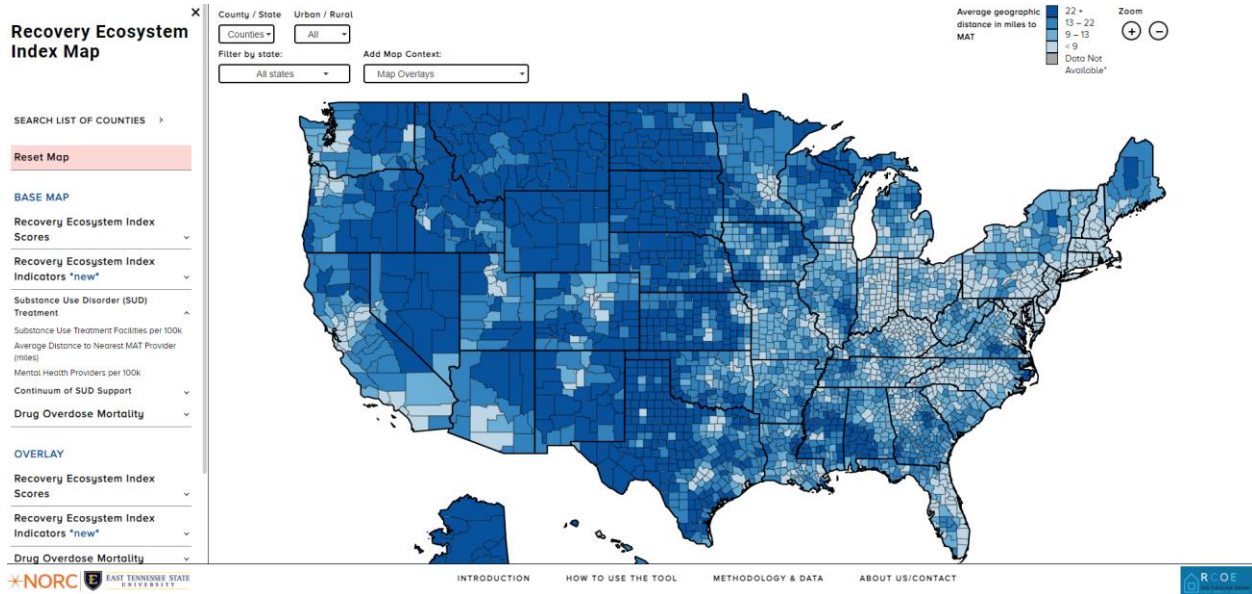 ×
Recovery Ecosystem
Index Map
SEARCH LIST OF COUNTIES >
Reset Map
BASE MAP
Recovery Ecosystem Index
Scores
Recovery Ecosystem Index
Indicators *new*
Substance Use Disorder (SUD)
Treatment
Substance Use Treatment Facilities per 100k
Average Distance to Nearest MAT Provider
(miles)
Mental Health Providers per 100k
Continuum of SUD Support
Drug Overdose Mortality
OVERLAY
Recovery Ecosystem Index
Scores
Recovery Ecosystem Index
Indicators *new*
Drug Overdose Mortality
County / State Urban / Rural
Counties All
Filter by state: Add Map Context:
All states Map Overlays
Average geographic
distance in miles to
MAT
22 +
13 – 22
9 – 13
< 9
Data Not
Available*
Zoom
+ −
NORC E EAST TENNESSEE STATE
UNIVERSITY
INTRODUCTION HOW TO USE THE TOOL METHODOLOGY & DATA ABOUT US/CONTACT
RCOE